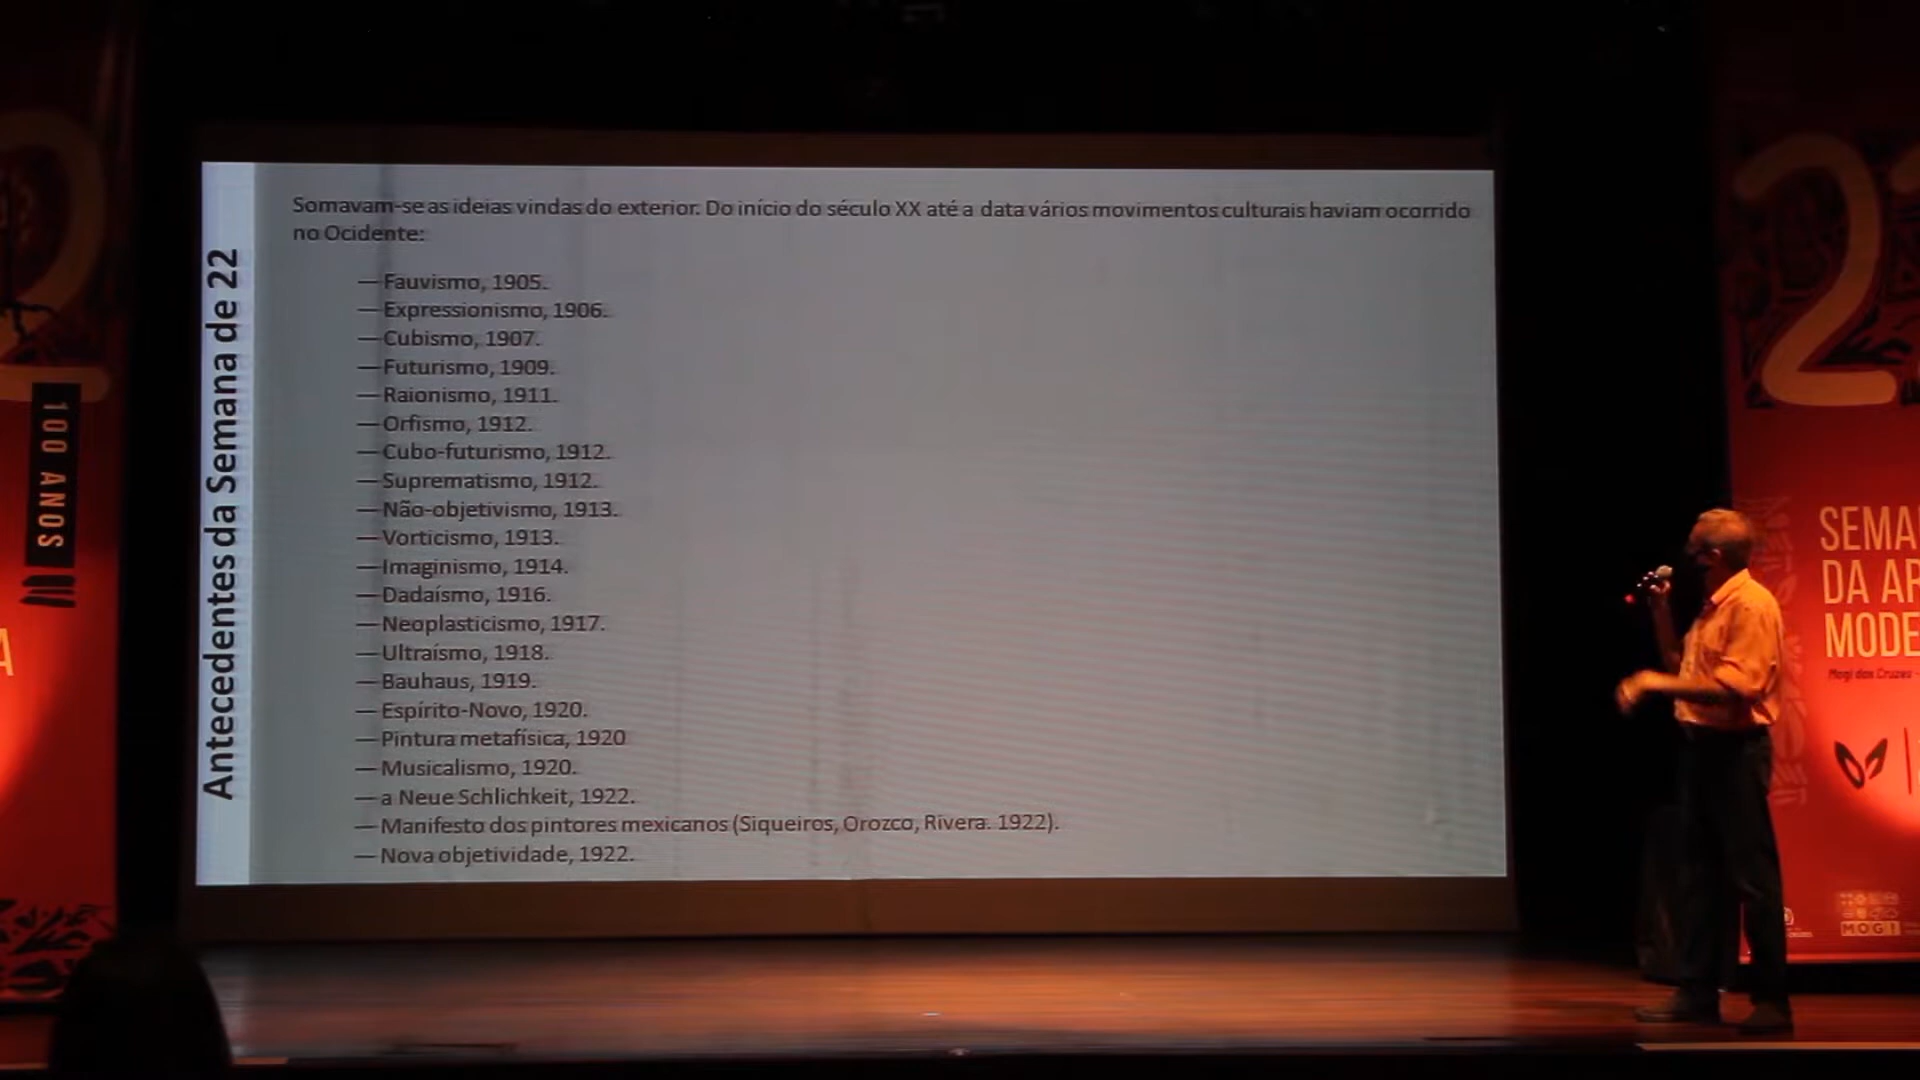 Antecedentes da Semana de 22
Somavam-se as ideias vindas do exterior. Do início do século XX até a data vários movimentos culturais haviam ocorrido
no Ocidente:
— Fauvismo, 1905.
— Expressionismo, 1906.
— Cubismo, 1907.
— Futurismo, 1909.
— Raionismo, 1911.
— Orfismo, 1912.
— Cubo-futurismo, 1912.
— Suprematismo, 1912.
— Não-objetivismo, 1913.
— Vorticismo, 1913.
— Imaginismo, 1914.
— Dadaísmo, 1916.
— Neoplasticismo, 1917.
— Ultraísmo, 1918.
— Bauhaus, 1919.
— Espírito-Novo, 1920.
— Pintura metafísica, 1920
— Musicalismo, 1920.
— a Neue Schlichkeit, 1922.
— Manifesto dos pintores mexicanos (Siqueiros, Orozco, Rivera. 1922).
— Nova objetividade, 1922.
100 ANOS
A
2
SEMA
DA AR
MODE
Mogi das Cruzes -
MOGI